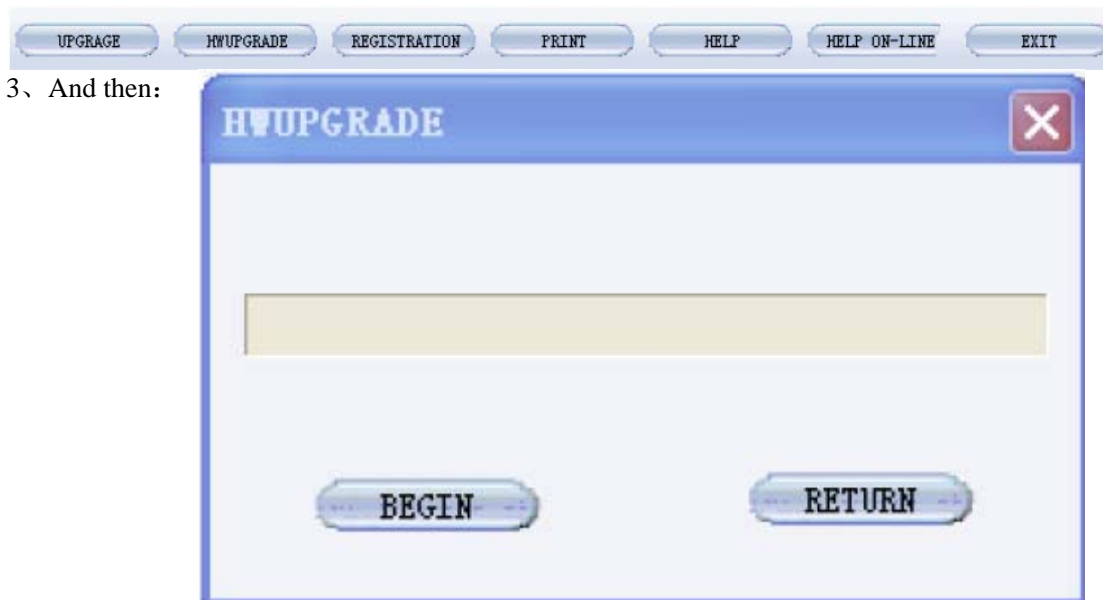 UPGRAGE HWUPGRADE REGISTRATION PRINT HELP HELP ON-LINE EXIT
3、And then：
HWUPGRADE
BEGIN RETURN